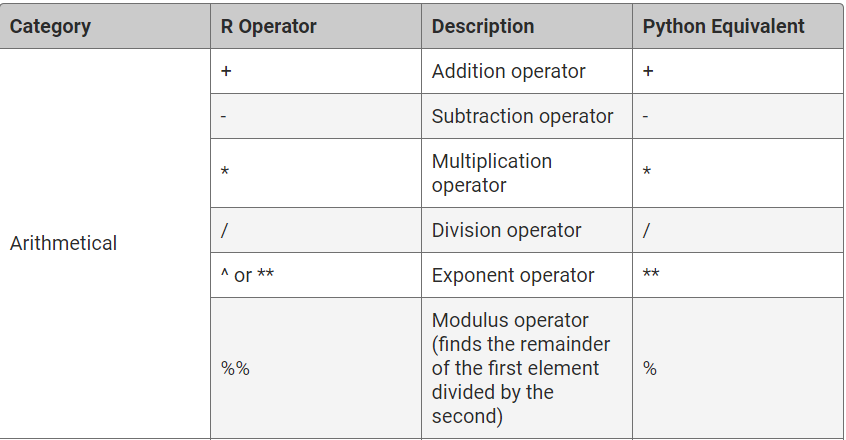 Category R Operator Description Python Equivalent
+ Addition operator +
- Subtraction operator -
* Multiplication operator *
Arithmetical
/ Division operator /
^ or ** Exponent operator **
%% Modulus operator (finds the remainder of the first element divided by the second) %